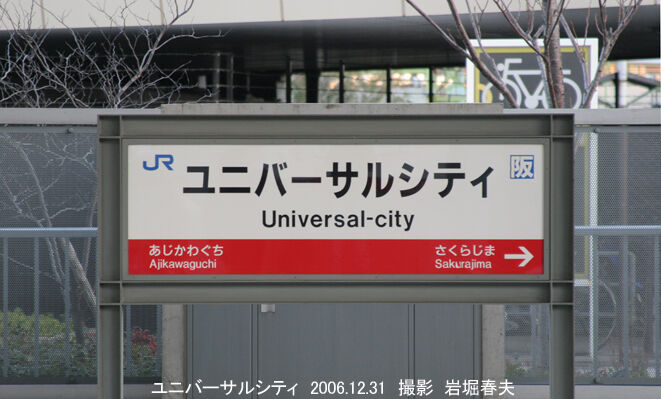 JR ユニバーサルシティ 阪
Universal-city
あじかわぐち さくらじま
Ajikawaguchi Sakurajima
ユニバーサルシティ 2006.12.31 撮影 岩堀春夫